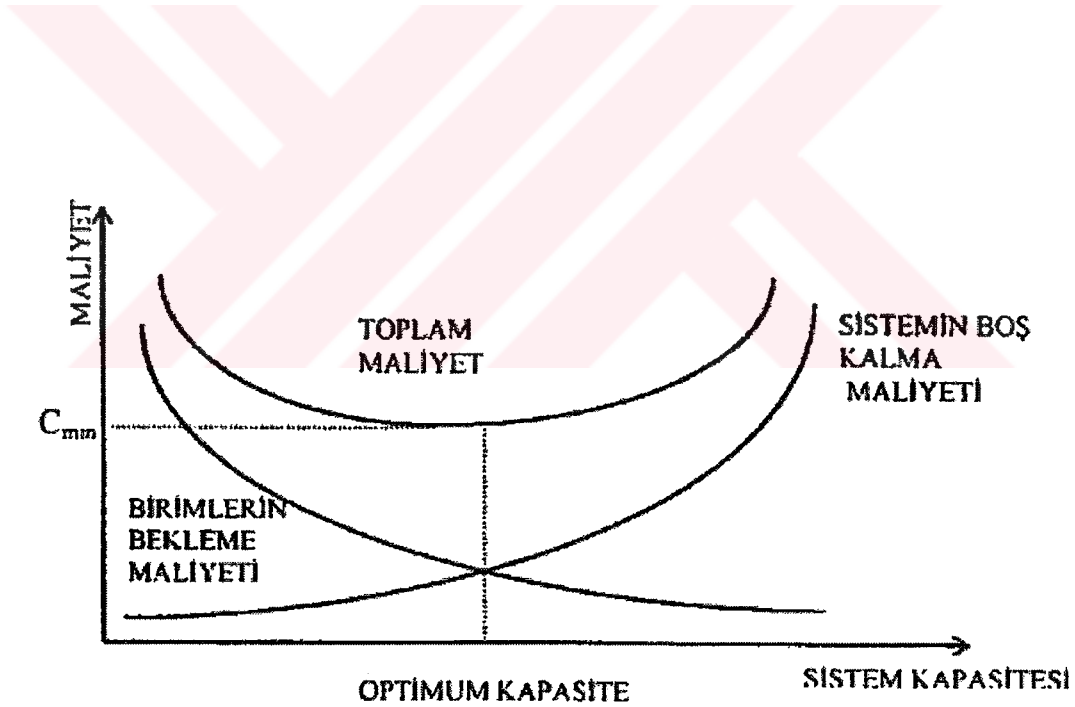 MALİYET
TOPLAM
MALİYET
SİSTEMİN BOŞ
KALMA
MALİYETİ
Cmin
BİRİMLERİN
BEKLEME
MALİYETİ
OPTİMUM KAPASİTE
SİSTEM KAPASİTESİ